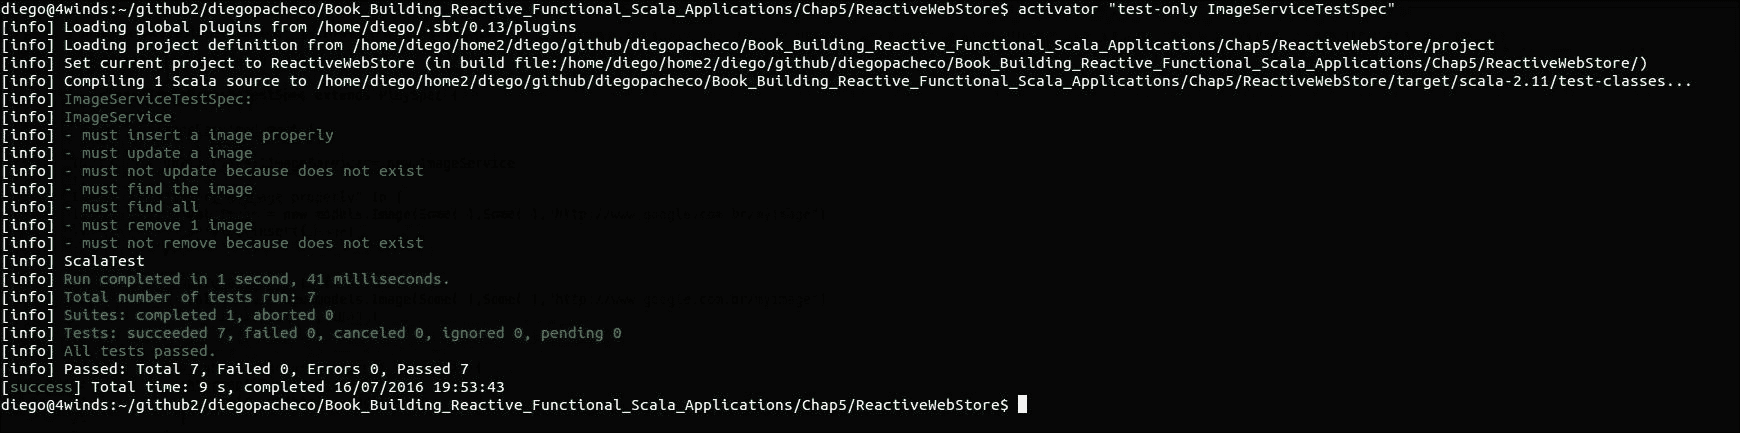 diego@4winds:~/github2/diegopacheco/Book_Building_Reactive_Functional_Scala_Applications/Chap5/ReactiveWebStore$ activator "test-only ImageServiceTestSpec"
[info] Loading global plugins from /home/diego/.sbt/0.13/plugins
[info] Loading project definition from /home/diego/home2/diego/github/diegopacheco/Book_Building_Reactive_Functional_Scala_Applications/Chap5/ReactiveWebStore/project
[info] Set current project to ReactiveWebStore (in build file:/home/diego/home2/diego/github/diegopacheco/Book_Building_Reactive_Functional_Scala_Applications/Chap5/ReactiveWebStore/)
[info] Compiling 1 Scala source to /home/diego/home2/diego/github/diegopacheco/Book_Building_Reactive_Functional_Scala_Applications/Chap5/ReactiveWebStore/target/scala-2.11/test-classes...
[info] ImageServiceTestSpec:
[info] ImageService
[info] - must insert a image properly
[info] - must update a image
[info] - must not update because does not exist
[info] - must find the image
[info] - must find all
[info] - must remove 1 image
[info] - must not remove because does not exist
[info] ScalaTest
[info] Run completed in 1 second, 41 milliseconds.
[info] Total number of tests run: 7
[info] Suites: completed 1, aborted 0
[info] Tests: succeeded 7, failed 0, canceled 0, ignored 0, pending 0
[info] All tests passed.
[info] Passed: Total 7, Failed 0, Errors 0, Passed 7
[success] Total time: 9 s, completed 16/07/2016 19:53:43
diego@4winds:~/github2/diegopacheco/Book_Building_Reactive_Functional_Scala_Applications/Chap5/ReactiveWebStore$